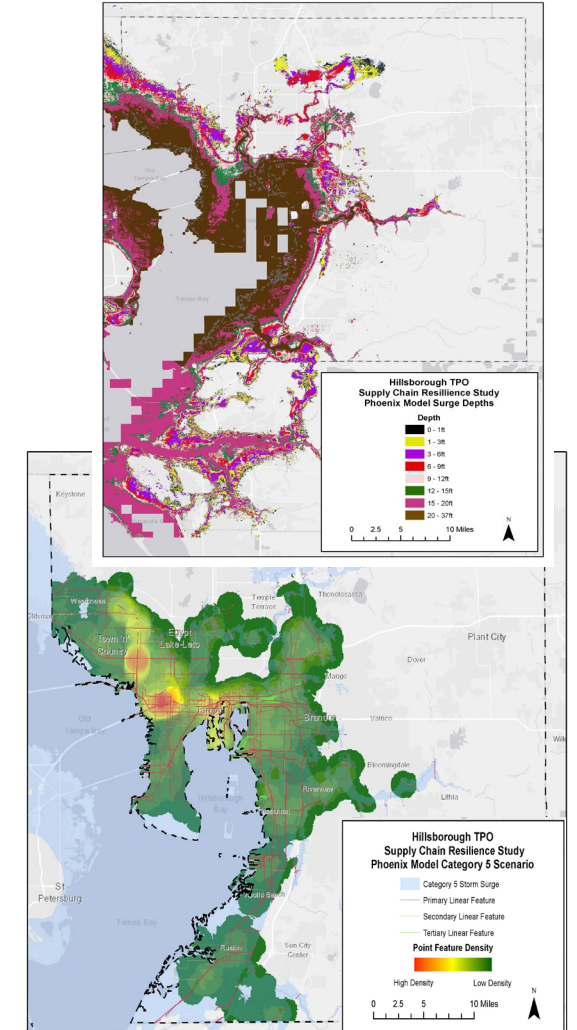 Old
Tampa Bay
Tampa Bay
Hillsborough TPO
Supply Chain Resillience Study
Phoenix Model Surge Depths
Depth
0 - 1ft
1 - 3ft
3 - 6ft
6 - 9ft
9 - 12ft
12 - 15ft
15 - 20ft
20 - 37ft
0 2.5 5 10 Miles
N
Keystone
Temple
Terrace
Thonotosassa
Westchase
Oldsmar
Town 'n'
Country
Egypt
Lake-Leto
Plant City
Dover
Mango
Tampa
Brandon
Valrico
Old
Tampa Bay
Bloomingdale
Hillsborough
Bay
Riverview
Lithia
Gibsonton
St
Petersburg
Apollo Beach
Tampa Bay
Ruskin
Sun City
Center
Hillsborough TPO
Supply Chain Resilience Study
Phoenix Model Category 5 Scenario
Category 5 Storm Surge
Primary Linear Feature
Secondary Linear Feature
Tertiary Linear Feature
Point Feature Density
High Density Low Density
0 2.5 5 10 Miles
N